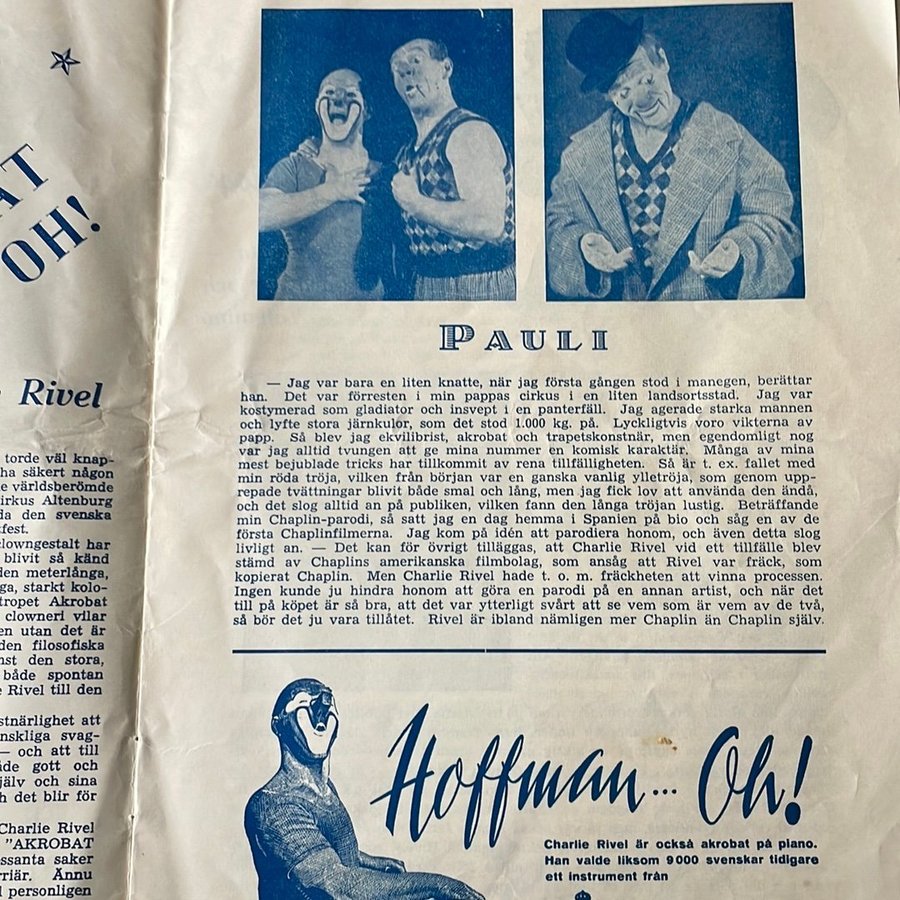 AT
OH!
Rivel
torde väl knap-
ha säkert någon
e världsberömde
irkus Altenburg
da den svenska
tfest.
clowngestalt har
blivit så känd
den meterlånga,
ga, starkt kolo-
tropet Akrobat
clowneri vilar
en utan det är
den filosofiska
nst den stora,
både spontan
e Rivel till den
stnärlighet att
nskliga svag-
— och att till
åde gott och
själv och sina
h det blir för
Charlie Rivel
"AKROBAT
essanta saker
rriär. Ännu
l personligen
PAULI
— Jag var bara en liten knatte, när jag första gången stod i manegen, berättar
han. Det var förresten i min pappas cirkus i en liten landsortsstad. Jag var
kostymerad som gladiator och insvept i en panterfäll. Jag agerade starka mannen
och lyfte stora järnkulor, som det stod 1.000 kg. på. Lyckligtvis voro vikterna av
papp. Så blev jag ekvilibrist, akrobat och trapetskonstnär, men egendomligt nog
var jag alltid tvungen att ge mina nummer en komisk karaktär. Många av mina
mest bejublade tricks har tillkommit av rena tillfälligheten. Så är t. ex. fallet med
min röda tröja, vilken från början var en ganska vanlig ylletröja, som genom upp-
repade tvättningar blivit både smal och lång, men jag fick lov att använda den ändå,
och det slog alltid an på publiken, vilken fann den långa tröjan lustig. Beträffande
min Chaplin-parodi, så satt jag en dag hemma i Spanien på bio och såg en av de
första Chaplinfilmerna. Jag kom på idén att parodiera honom, och även detta slog
livligt an. — Det kan för övrigt tilläggas, att Charlie Rivel vid ett tillfälle blev
stämd av Chaplins amerikanska filmbolag, som ansåg att Rivel var fräck, som
kopierat Chaplin. Men Charlie Rivel hade t. o. m. fräckheten att vinna processen.
Ingen kunde ju hindra honom att göra en parodi på en annan artist, och när det
till på köpet är så bra, att det var ytterligt svårt att se vem som är vem av de två,
så bör det ju vara tillåtet. Rivel är ibland nämligen mer Chaplin än Chaplin själv.
Hoffman... Oh!
Charlie Rivel är också akrobat på piano.
Han valde liksom 9000 svenskar tidigare
ett instrument från